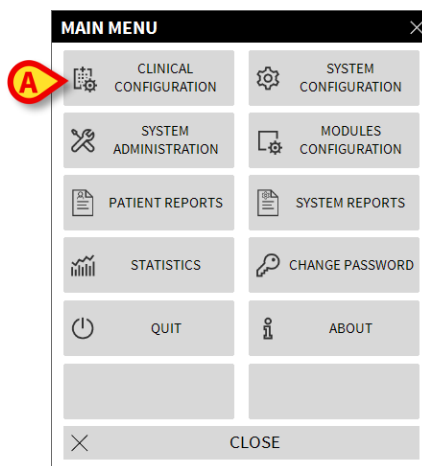 MAIN MENU
A
CLINICAL
CONFIGURATION
SYSTEM
CONFIGURATION
SYSTEM
ADMINISTRATION
MODULES
CONFIGURATION
PATIENT REPORTS
SYSTEM REPORTS
STATISTICS
CHANGE PASSWORD
QUIT
ABOUT
CLOSE